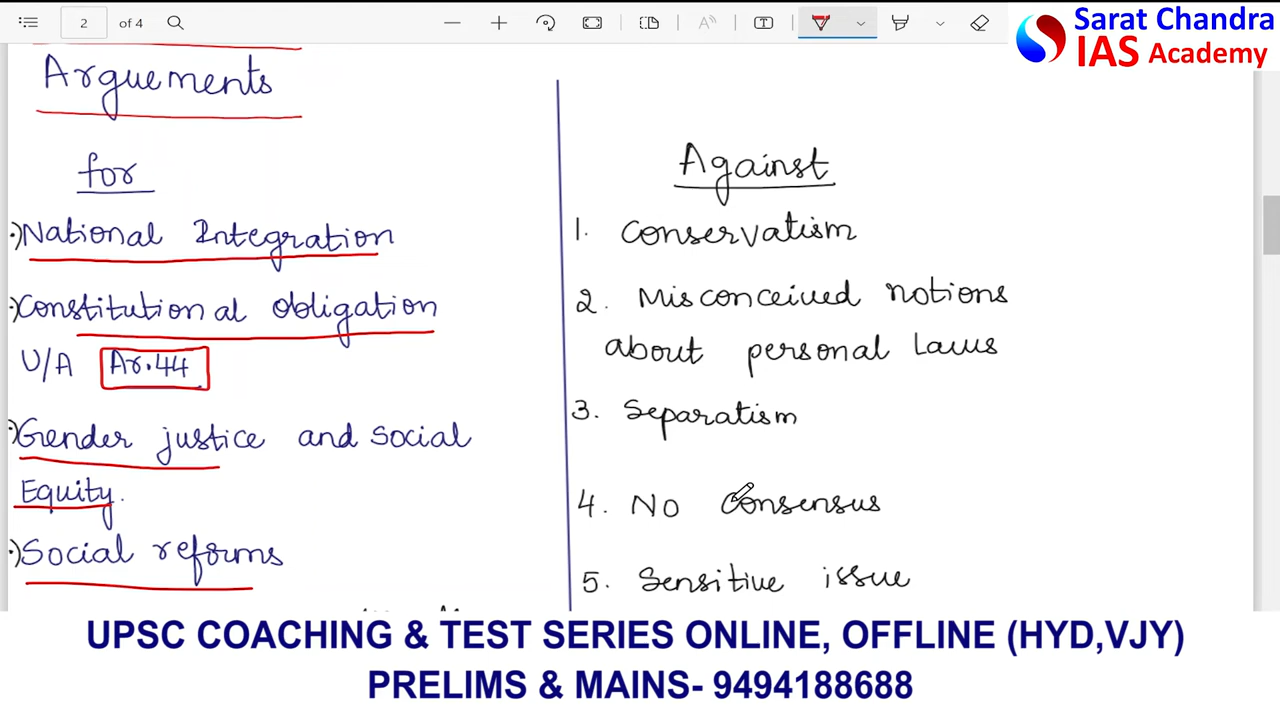 2
of 4
Sarat Chandra
IAS Academy
Arguements
for
·)National Integration
·)Constitutional obligation
U/A Ar.44
·)Gender justice and Social
Equity.
·)Social reforms
Against
1. Conservatism
2. Misconceived notions
about personal Laws
3. Separatism
4. No Consensus
5. Sensitive issue
UPSC COACHING & TEST SERIES ONLINE, OFFLINE (HYD,VJY)
PRELIMS & MAINS- 9494188688